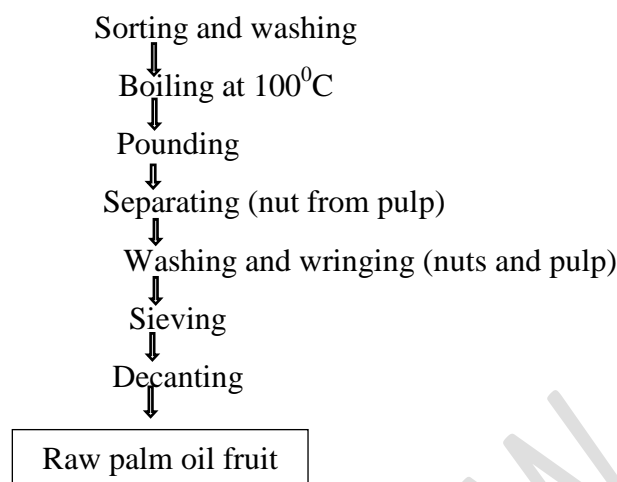 Sorting and washing
Boiling at 100⁰C
Pounding
Separating (nut from pulp)
Washing and wringing (nuts and pulp)
Sieving
Decanting
Raw palm oil fruit